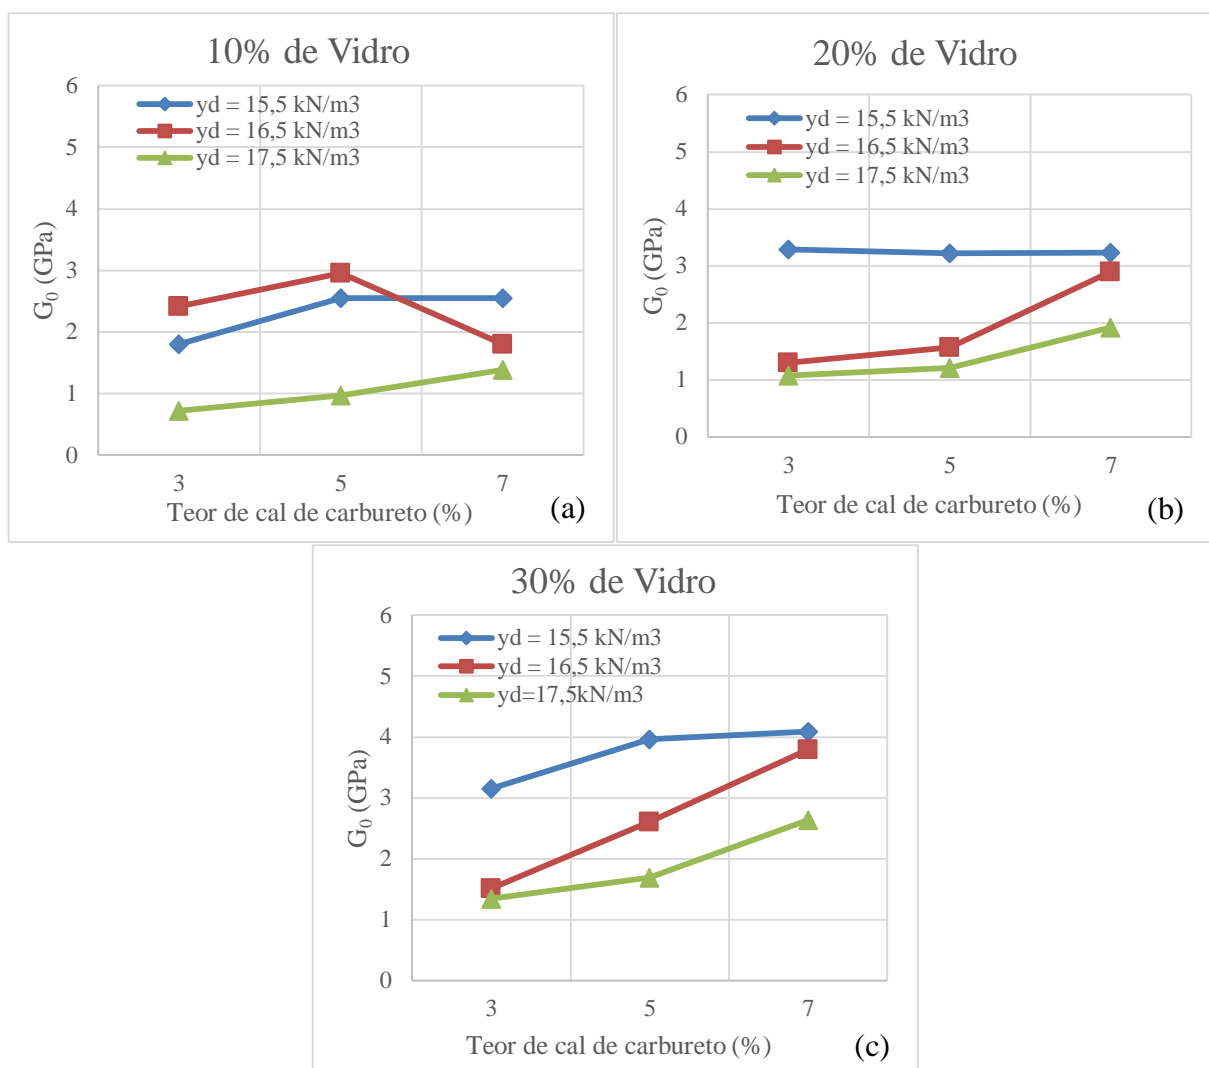 10% de Vidro
6
5
4
3
2
1
0
G0 (GPa)
yd = 15,5 kN/m3
yd = 16,5 kN/m3
yd = 17,5 kN/m3
3 5 7
Teor de cal de carbureto (%)
(a)
20% de Vidro
6
5
4
3
2
1
0
G0 (GPa)
yd = 15,5 kN/m3
yd = 16,5 kN/m3
yd = 17,5 kN/m3
3 5 7
Teor de cal de carbureto (%)
(b)
30% de Vidro
6
5
4
3
2
1
0
G0 (GPa)
yd = 15,5 kN/m3
yd = 16,5 kN/m3
yd=17,5kN/m3
3 5 7
Teor de cal de carbureto (%)
(c)